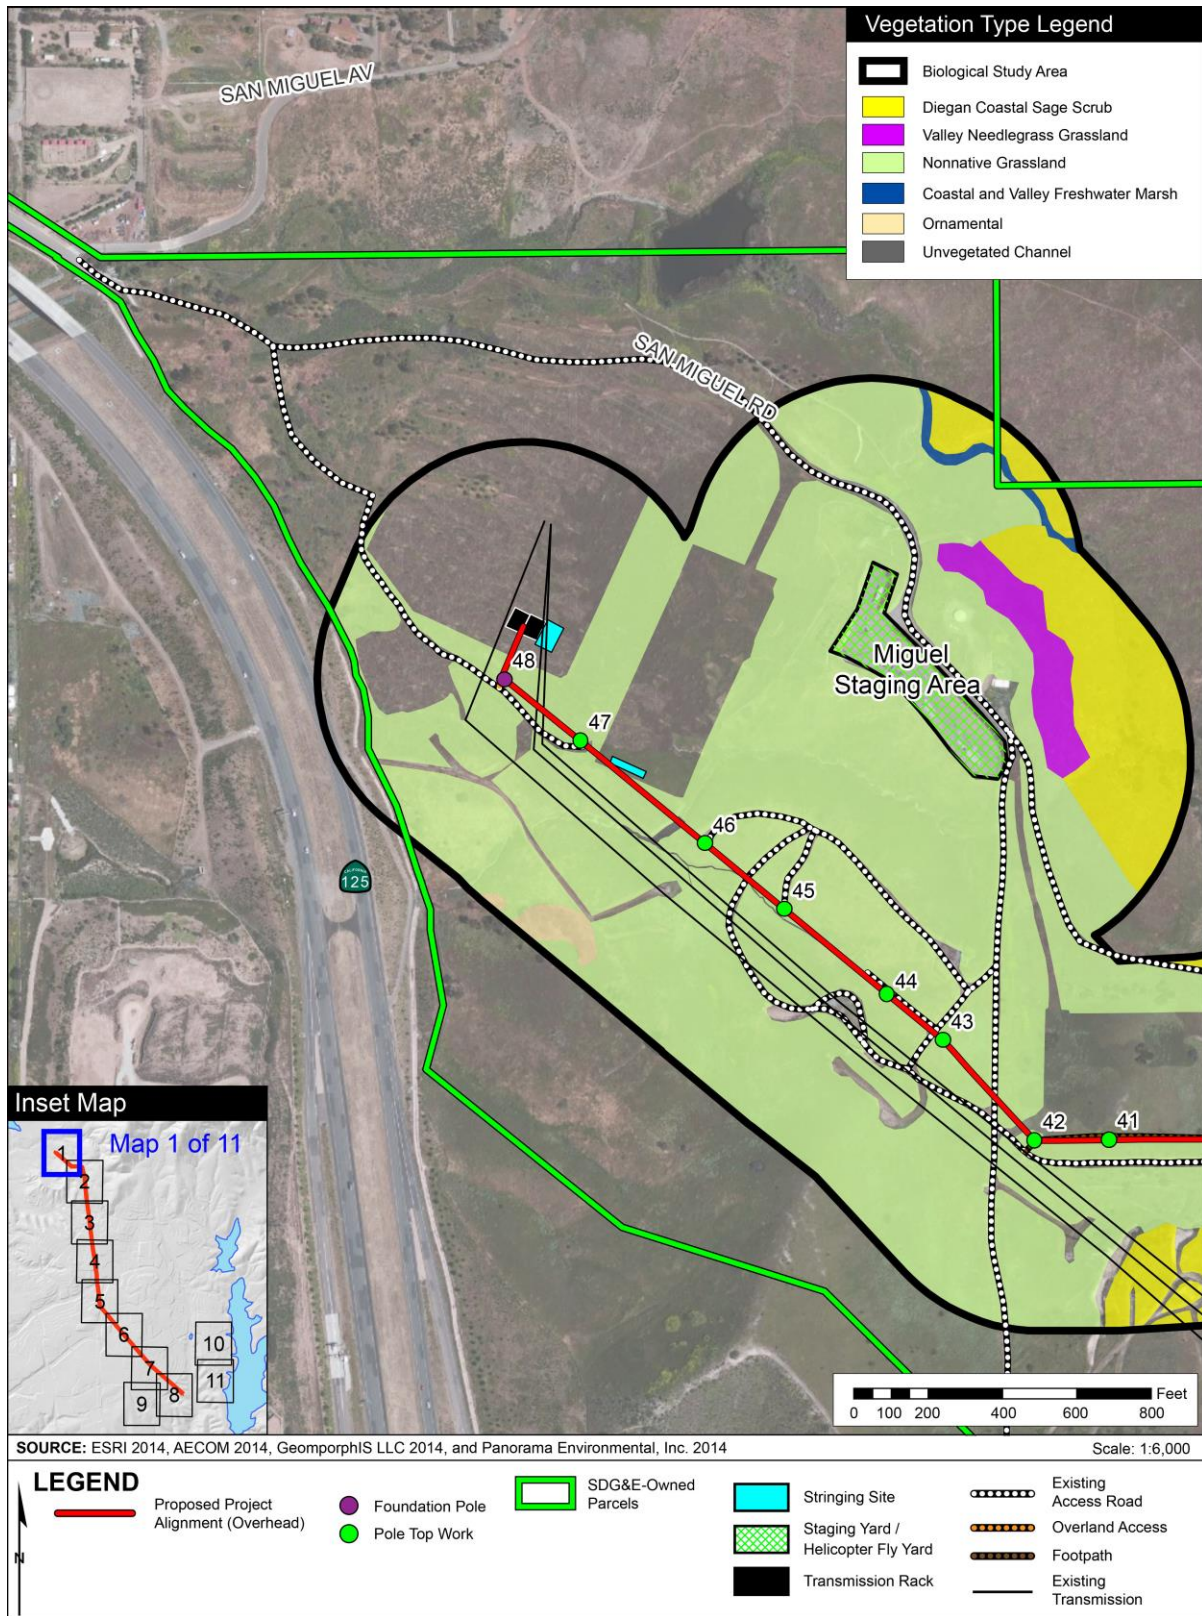 Vegetation Type Legend
Biological Study Area
Diegan Coastal Sage Scrub
Valley Needlegrass Grassland
Nonnative Grassland
Coastal and Valley Freshwater Marsh
Ornamental
Unvegetated Channel
SAN MIGUEL AV
SAN MIGUEL RD
Miguel
Staging Area
48
47
46
45
44
43
42
41
CALIFORNIA
125
Inset Map
Map 1 of 11
1
2
3
4
5
6
7
8
9
10
11
Feet
0 100 200 400 600 800
SOURCE: ESRI 2014, AECOM 2014, GeomporphIS LLC 2014, and Panorama Environmental, Inc. 2014
Scale: 1:6,000
LEGEND
N
Proposed Project
Alignment (Overhead)
Foundation Pole
Pole Top Work
SDG&E-Owned
Parcels
Stringing Site
Staging Yard /
Helicopter Fly Yard
Transmission Rack
Existing
Access Road
Overland Access
Footpath
Existing
Transmission